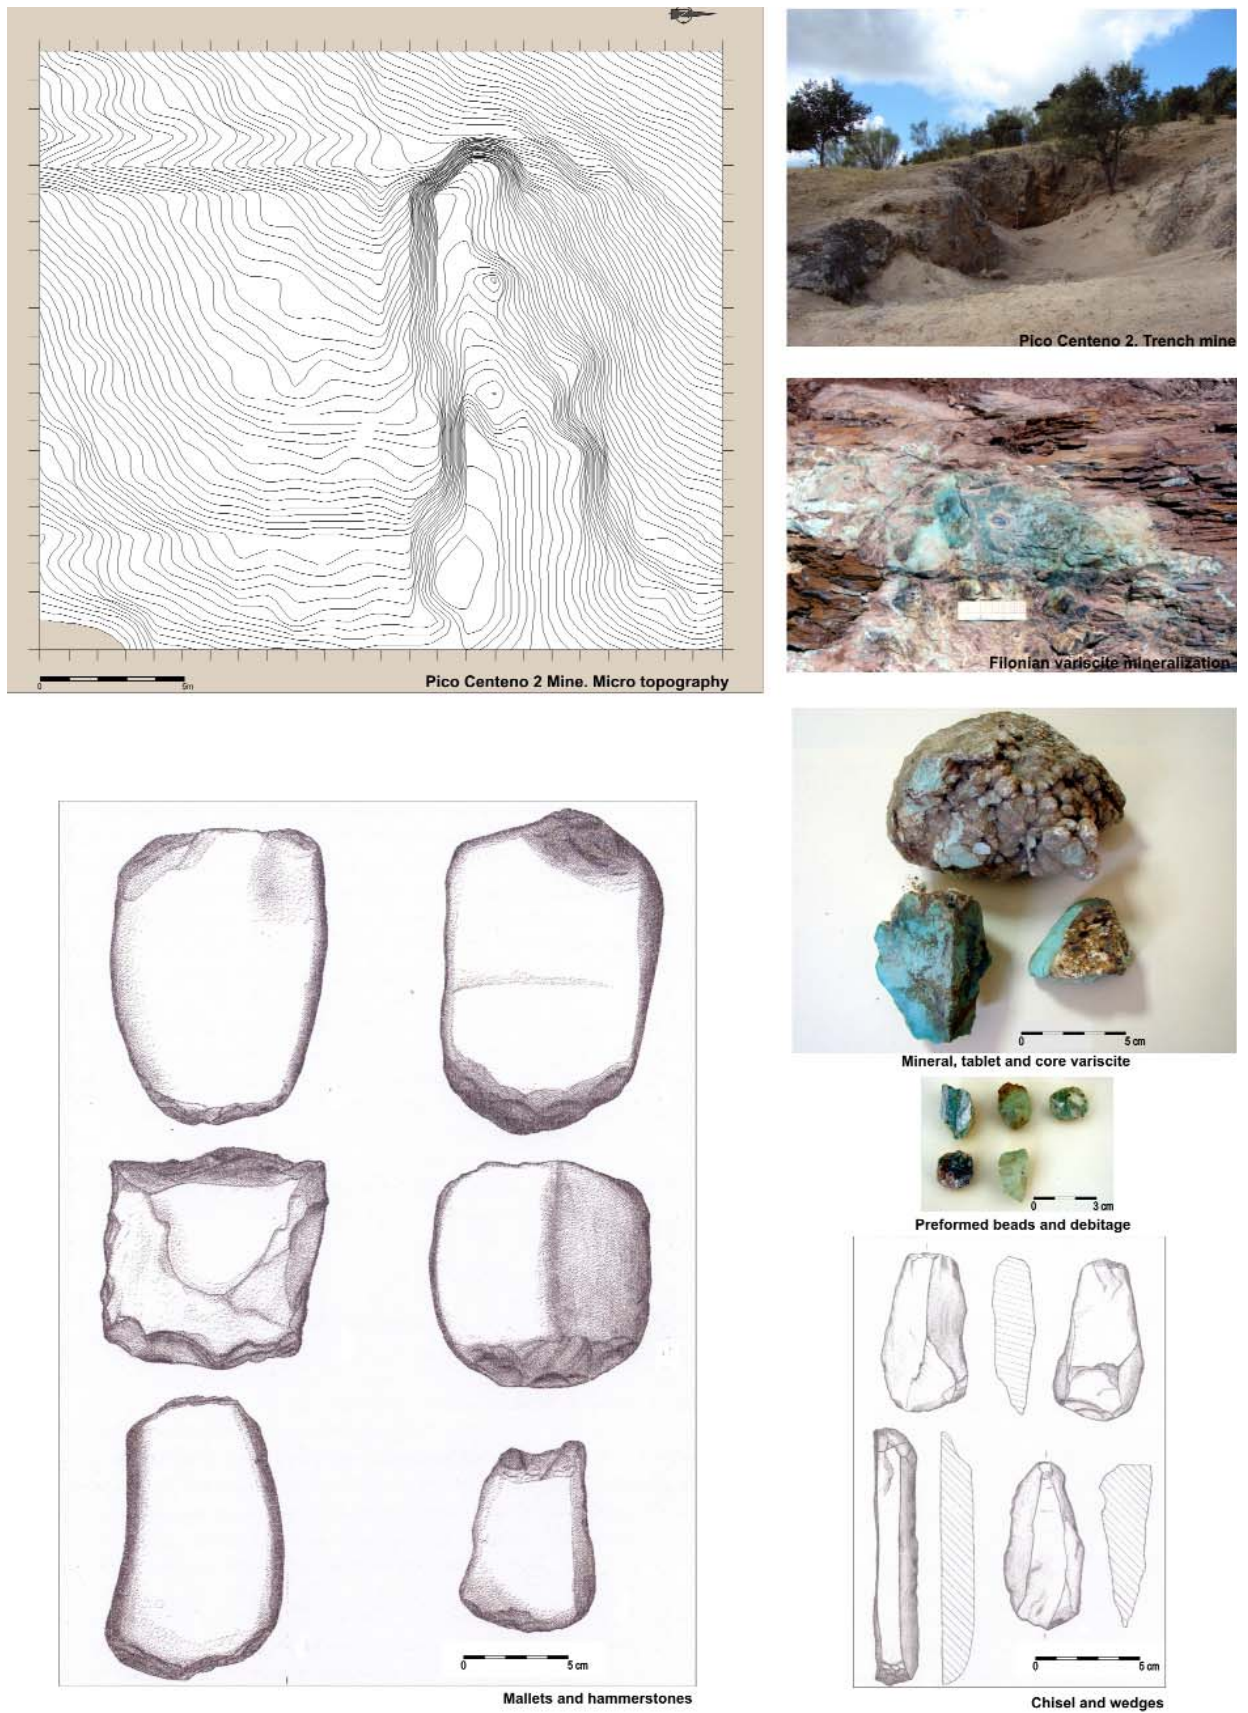 0 5m
Pico Centeno 2 Mine. Micro topography
Pico Centeno 2. Trench mine
Filonian variscite mineralization
0 5 cm
Mineral, tablet and core variscite
0 3 cm
Preformed beads and debitage
0 5 cm
Mallets and hammerstones
0 5 cm
Chisel and wedges